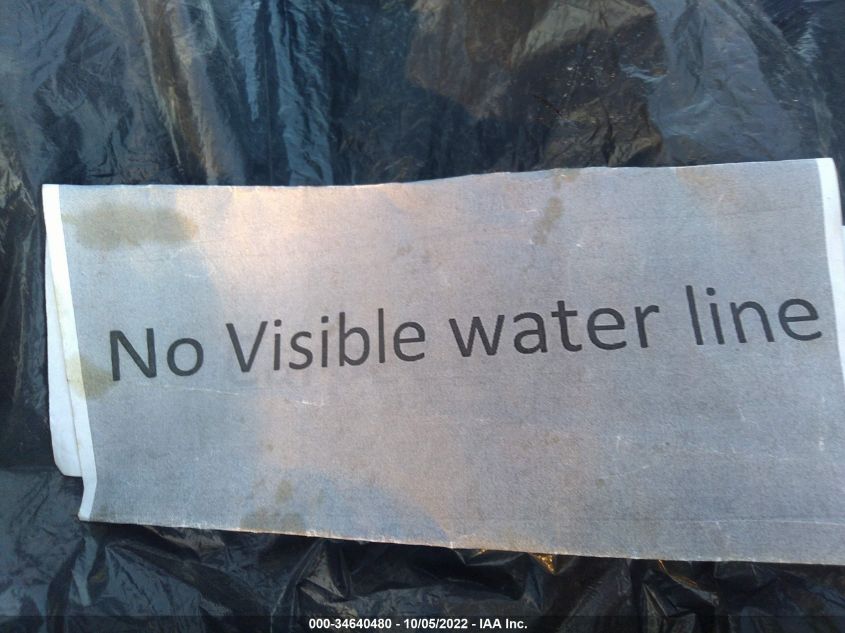 No Visible water line
000-34640480 - 10/05/2022 - IAA Inc.